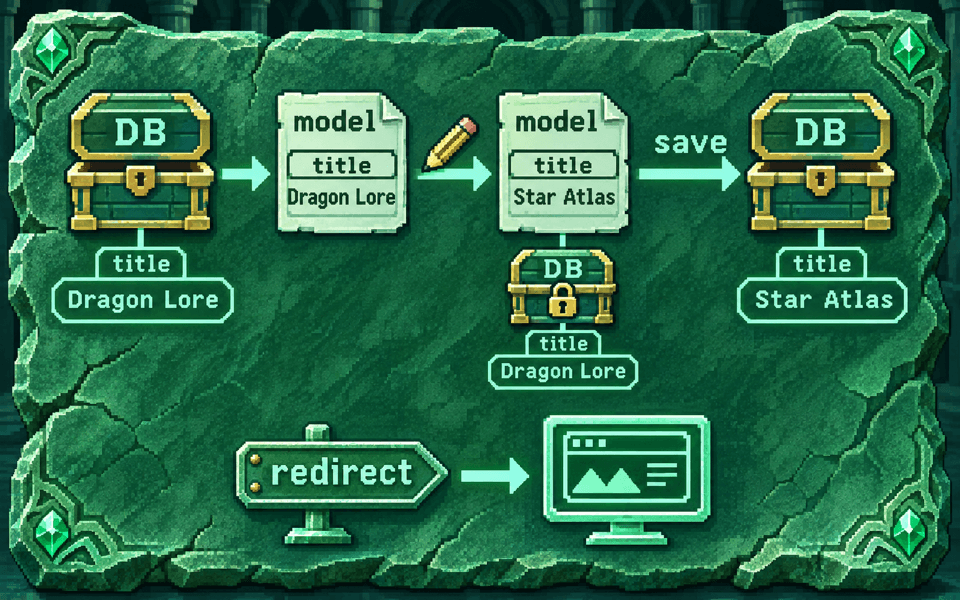 DB
title
Dragon Lore
model
title
Dragon Lore
model
title
Star Atlas
DB
title
Dragon Lore
save
DB
title
Star Atlas
redirect